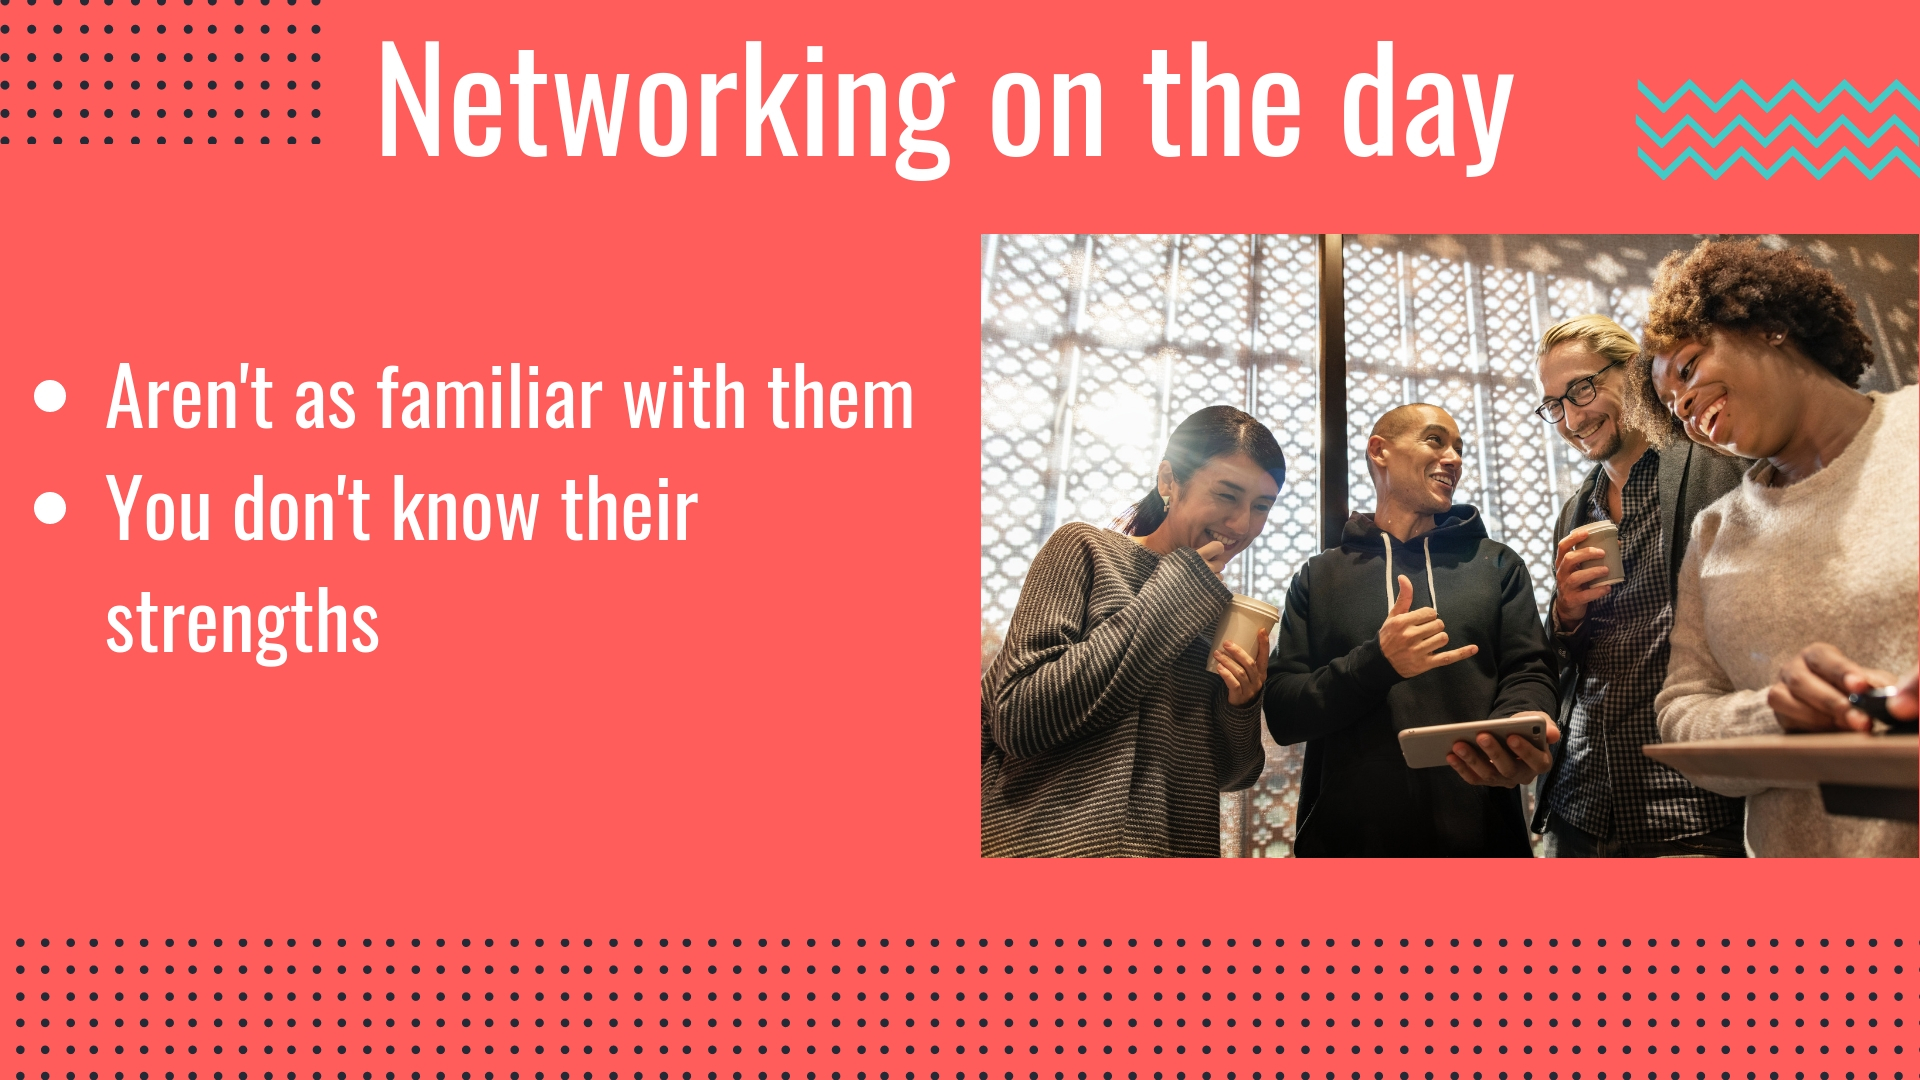 Networking on the day
Aren't as familiar with them
You don't know their
strengths